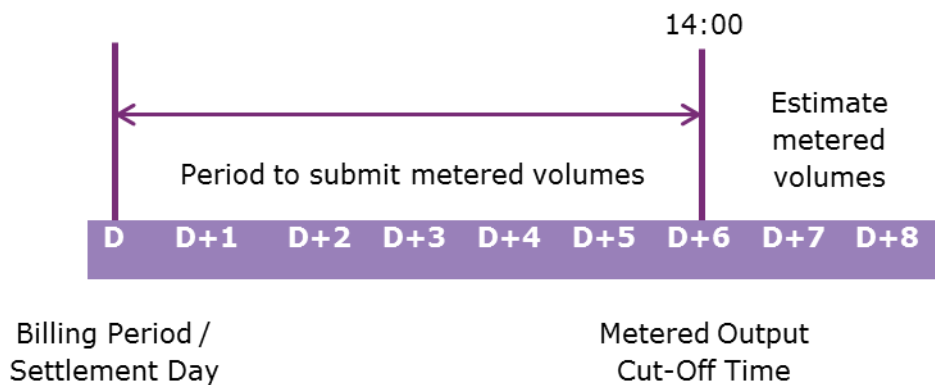 14:00
Estimate
metered
volumes
Period to submit metered volumes
D D+1 D+2 D+3 D+4 D+5 D+6 D+7 D+8
Billing Period /
Settlement Day
Metered Output
Cut-Off Time